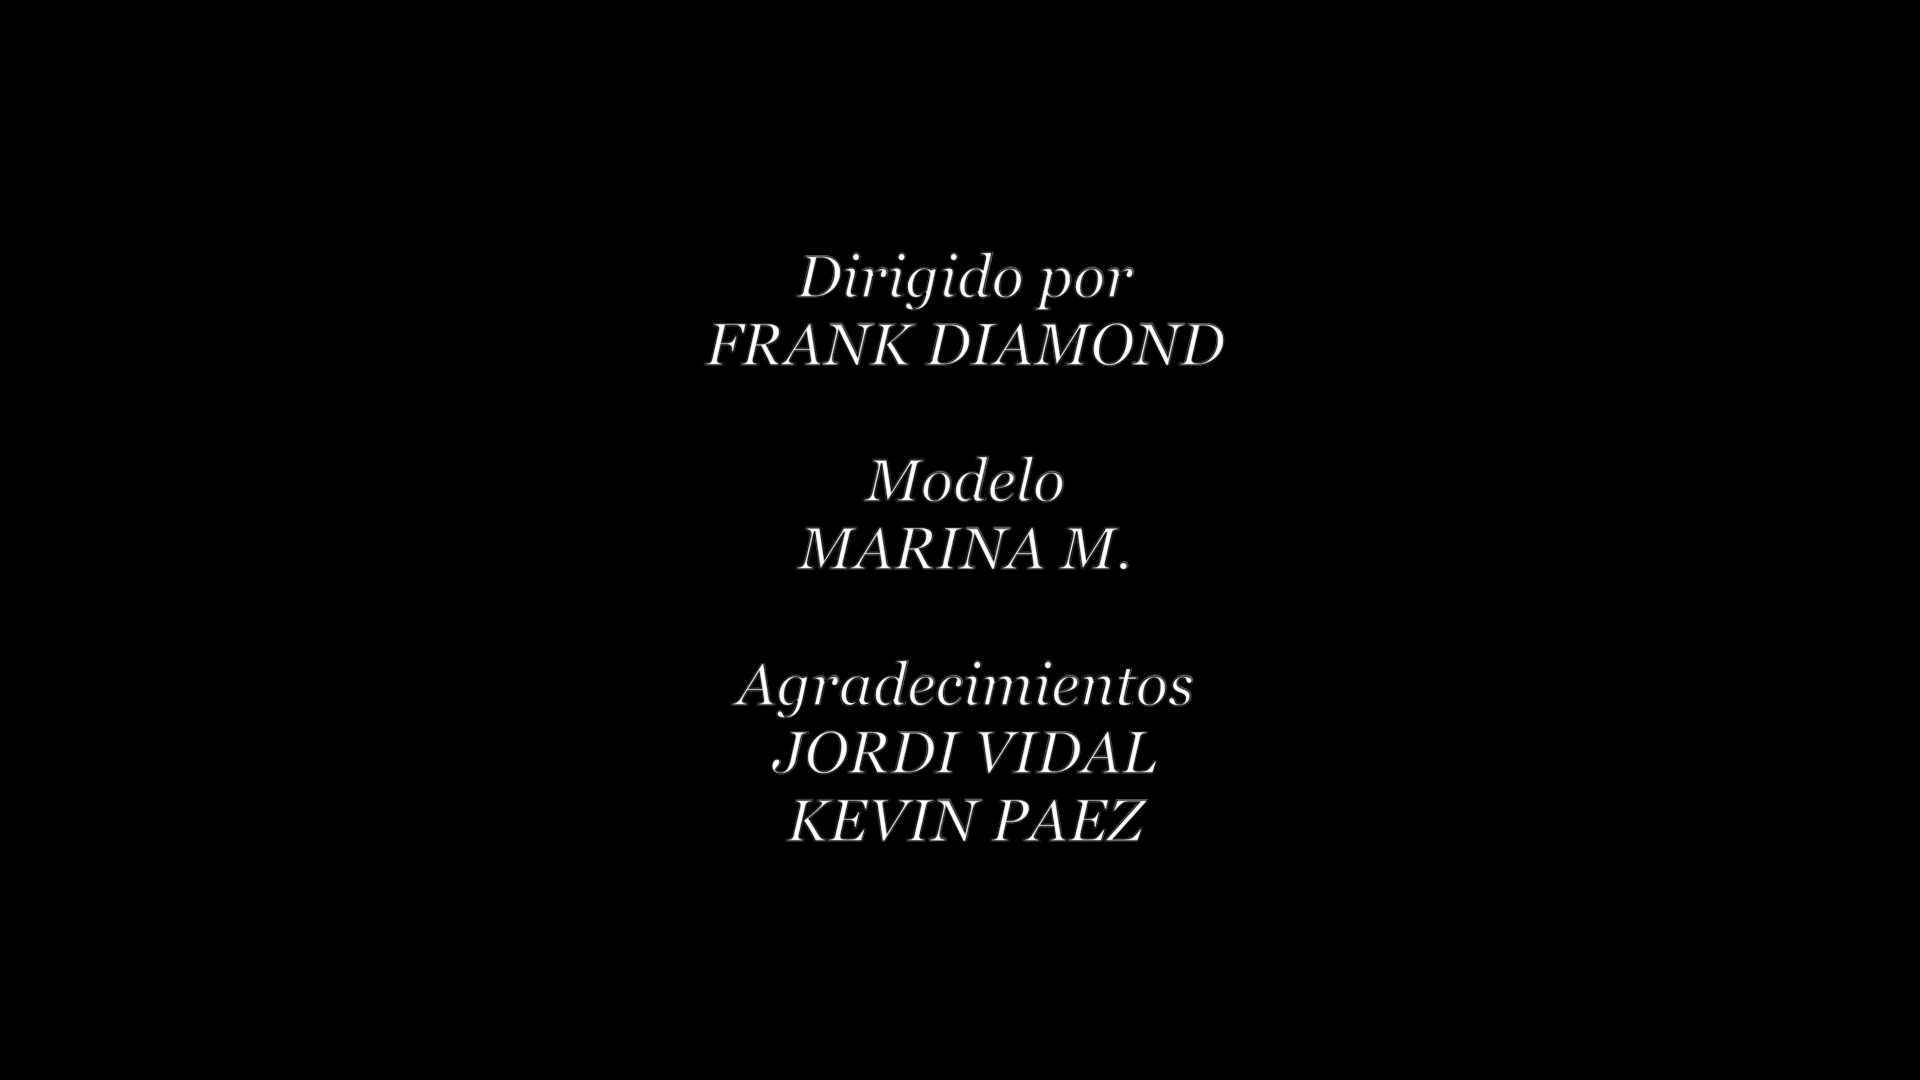 Dirigido por
FRANK DIAMOND
Modelo
MARINA M.
Agradecimientos
JORDI VIDAL
KEVIN PAEZ